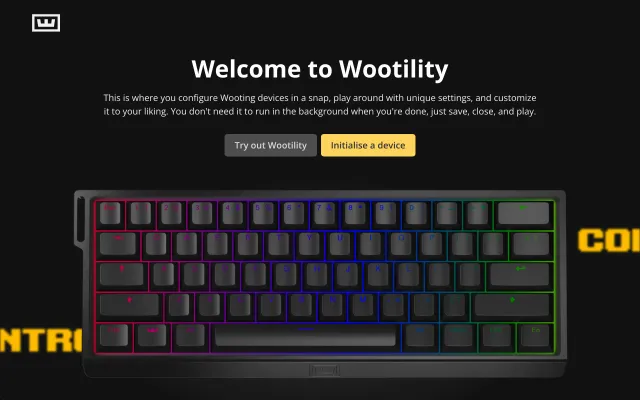 Welcome to Wootility
This is where you configure Wooting devices in a snap, play around with unique settings, and customize
it to your liking. You don't need it to run in the background when you're done, just save, close, and play.
Try out Wootility
Initialise a device